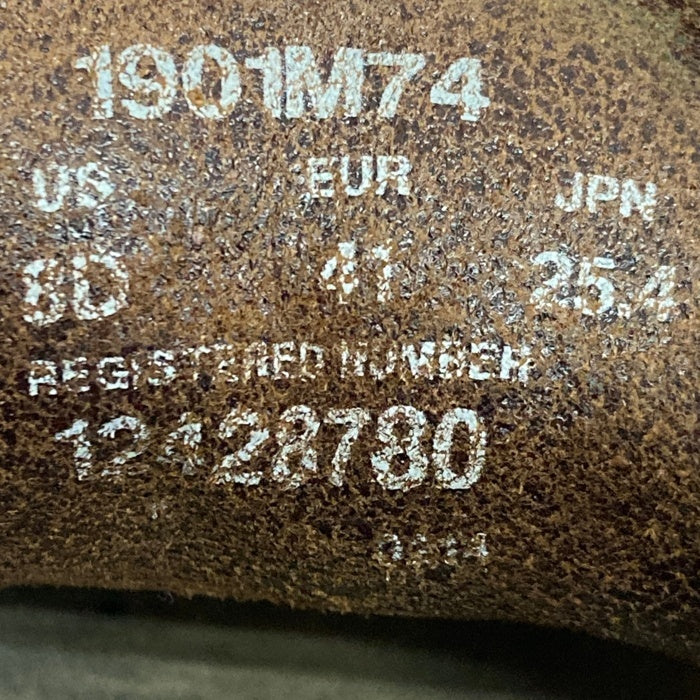 1901M74
US EUR JPN
8D 41 25.4
REGISTERED NUMBER
12428780